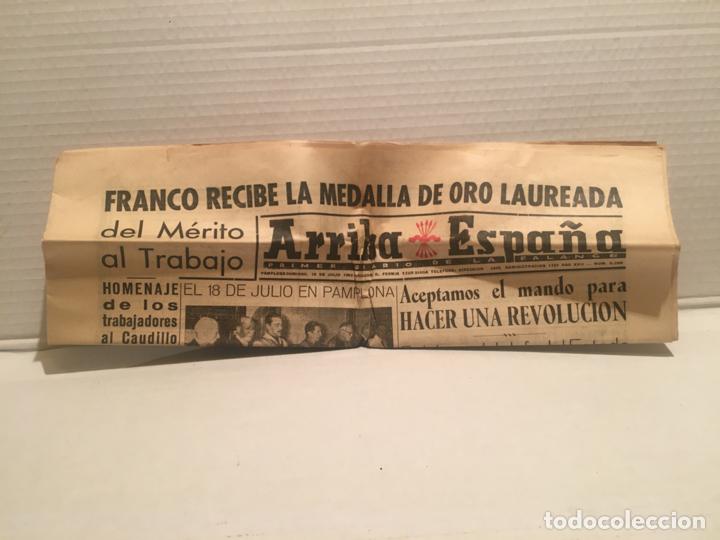 FRANCO RECIBE LA MEDALLA DE ORO LAUREADA
del Mérito
al Trabajo
Arriba España
PRIMER DIARIO DE LA FALANGE
HOMENAJE
de los
trabajadores
al Caudillo
EL 18 DE JULIO EN PAMPLONA
Aceptamos el mando para
HACER UNA REVOLUCION
todocoleccion
todocoleccion.net